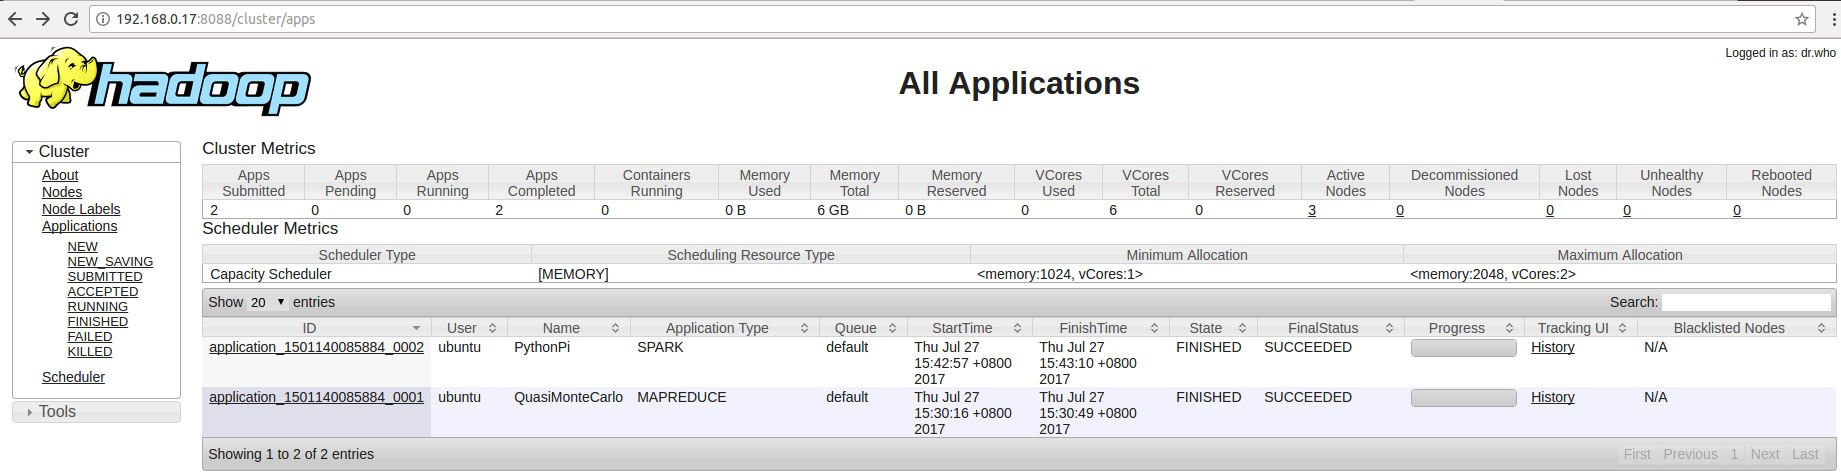 192.168.0.17:8088/cluster/apps
Logged in as: dr.who
hadoop
All Applications
Cluster
About
Nodes
Node Labels
Applications
NEW
NEW_SAVING
SUBMITTED
ACCEPTED
RUNNING
FINISHED
FAILED
KILLED
Scheduler
Tools
Cluster Metrics
Apps Submitted Apps Pending Apps Running Apps Completed Containers Running Memory Used Memory Total Memory Reserved VCores Used VCores Total VCores Reserved Active Nodes Decommissioned Nodes Lost Nodes Unhealthy Nodes Rebooted Nodes
2 0 0 2 0 0 B 6 GB 0 B 0 6 0 3 0 0 0 0
Scheduler Metrics
Scheduler Type Scheduling Resource Type Minimum Allocation Maximum Allocation
Capacity Scheduler [MEMORY] <memory:1024, vCores:1> <memory:2048, vCores:2>
Show 20 entries Search:
ID User Name Application Type Queue StartTime FinishTime State FinalStatus Progress Tracking UI Blacklisted Nodes
application_1501140085884_0002 ubuntu PythonPi SPARK default Thu Jul 27 15:42:57 +0800 2017 Thu Jul 27 15:43:10 +0800 2017 FINISHED SUCCEEDED History N/A
application_1501140085884_0001 ubuntu QuasiMonteCarlo MAPREDUCE default Thu Jul 27 15:30:16 +0800 2017 Thu Jul 27 15:30:49 +0800 2017 FINISHED SUCCEEDED History N/A
Showing 1 to 2 of 2 entries First Previous 1 Next Last